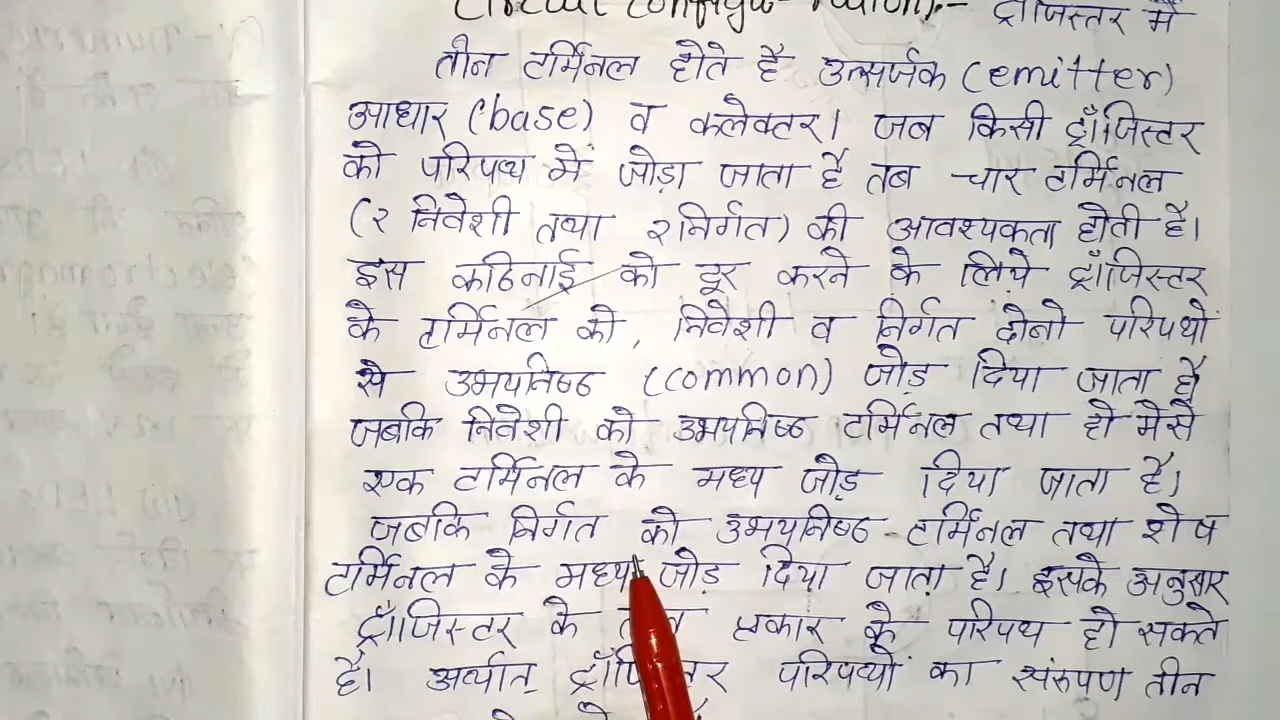 ट्राँजिस्टर में
तीन टर्मिनल होते है उत्सर्जक (emitter)
आधार (base) व कलेक्टर। जब किसी ट्राँजिस्टर
को परिपथ में जोड़ा जाता है तब चार टर्मिनल
(२ निवेशी तथा २ निर्गत) की आवश्यकता होती है।
इस कठिनाई को दूर करने के लिये ट्राँजिस्टर
के टर्मिनल को, निवेशी व निर्गत दोनो परिपथों
से उभयनिष्ठ (common) जोड़ दिया जाता है
जबकि निवेशी को उभयनिष्ठ टर्मिनल तथा दो मेसे
एक टर्मिनल के मध्य जोड़ दिया जाता है।
जबकि निर्गत को उभयनिष्ठ टर्मिनल तथा शेष
टर्मिनल के मध्य जोड़ दिया जाता है। इसके अनुसार
ट्राँजिस्टर के प्रकार के परिपथ हो सकते
है। अर्थात् परिपथों का संरूपण तीन